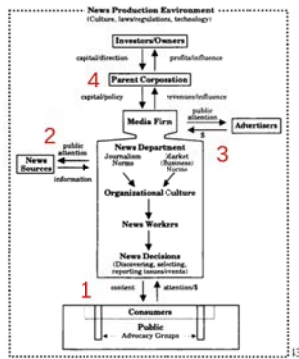 News Production Environment
(Culture, laws/regulations, technology)
Investors/Owners
capital/direction
profits/influence
4
Parent Corporation
capital/policy
revenues/influence
Media Firm
public
attention
$
Advertisers
3
2
public
attention
News
Sources
information
News Department
Journalism
Norms
Market
(Business)
Norms
Organizational Culture
News Workers
News Decisions
(Discovering, selecting,
reporting issues/events)
1
content
attention/$
Consumers
Public
Advocacy Groups